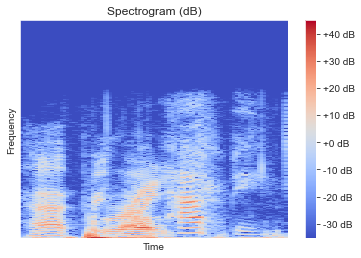 Spectrogram (dB)
Frequency
Time
+40 dB
+30 dB
+20 dB
+10 dB
+0 dB
-10 dB
-20 dB
-30 dB